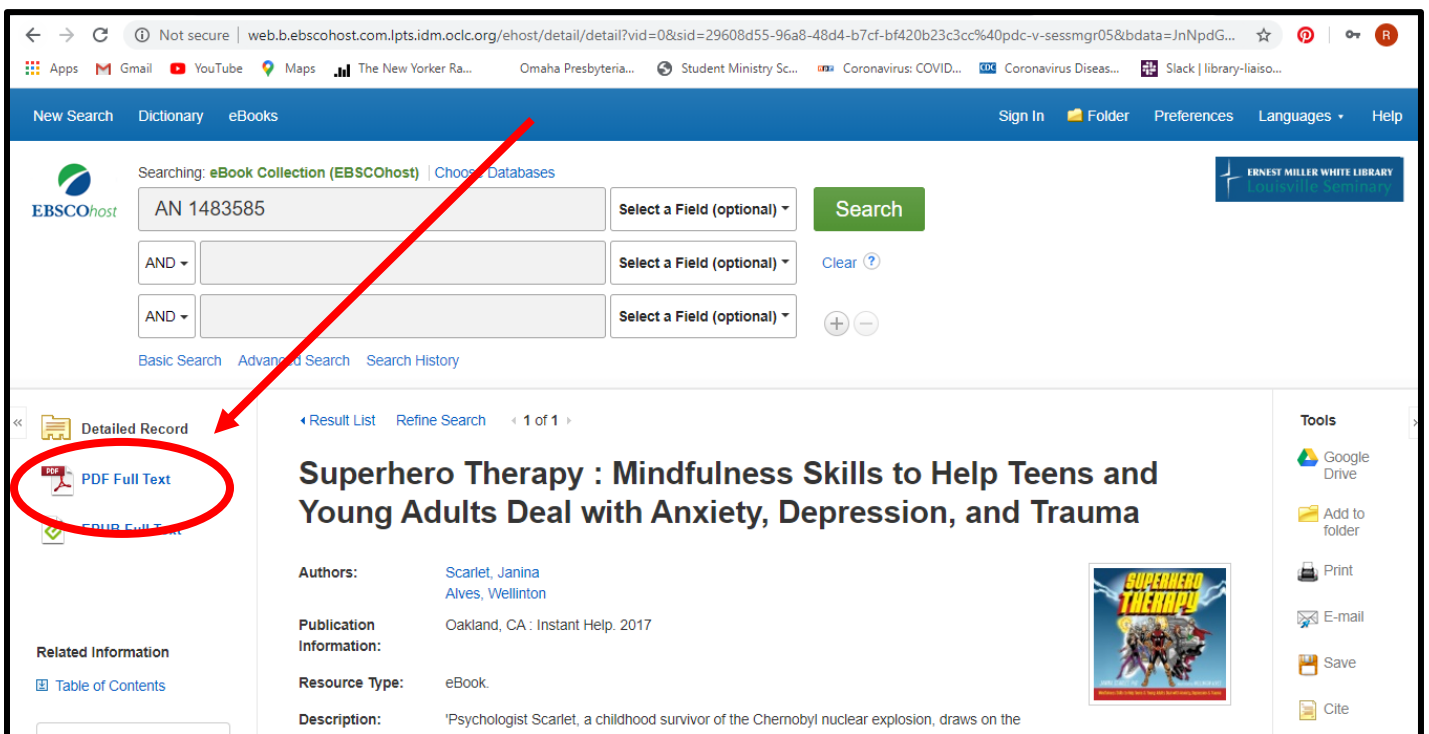 Not secure | web.b.ebscohost.com.lpts.idm.oclc.org/ehost/detail/detail?vid=0&sid=29608d55-96a8-48d4-b7cf-bf420b23c3cc%40pdc-v-sessmgr05&bdata=JnNpdG... R
Apps Gmail YouTube Maps The New Yorker Ra... Omaha Presbyteria... Student Ministry Sc... Coronavirus: COVID... CDC Coronavirus Diseas... Slack | library-liaiso...
New Search Dictionary eBooks Sign In Folder Preferences Languages Help
Searching: eBook Collection (EBSCOhost) Choose Databases
EBSCOhost
AN 1483585 Select a Field (optional) Search
AND Select a Field (optional) Clear ?
AND Select a Field (optional)
Basic Search Advanced Search Search History
ERNEST MILLER WHITE LIBRARY
Louisville Seminary
Detailed Record
PDF
PDF Full Text
EPUB Full Text
Related Information
Table of Contents
Result List Refine Search 1 of 1
Superhero Therapy : Mindfulness Skills to Help Teens and
Young Adults Deal with Anxiety, Depression, and Trauma
Authors: Scarlet, Janina
Alves, Wellinton
Publication Oakland, CA : Instant Help. 2017
Information:
Resource Type: eBook.
Description: 'Psychologist Scarlet, a childhood survivor of the Chernobyl nuclear explosion, draws on the
SUPERHERO
THERAPY
Tools
Google
Drive
Add to
folder
Print
E-mail
Save
Cite